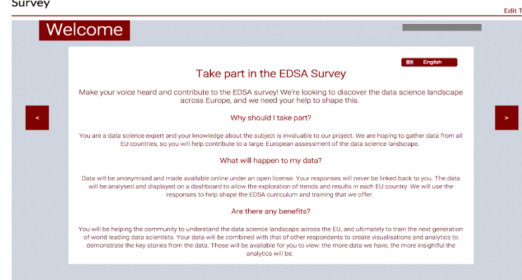 Survey
Edit T
Welcome
English
Take part in the EDSA Survey
Make your voice heard and contribute to the EDSA survey! We're looking to discover the data science landscape
across Europe, and we need your help to shape this.
Why should I take part?
You are a data science expert and your knowledge about the subject is invaluable to our project. We are hoping to gather data from all
EU countries, so you will help contribute to a large, European assessment of the data science landscape.
What will happen to my data?
Data will be anonymised and made available online under an open license. Your responses will never be linked back to you. The data
will be analysed and displayed on a dashboard to allow the exploration of trends and results in each EU country. We will use the
responses to help shape the EDSA curriculum and training that we offer.
Are there any benefits?
You will be helping the community to understand the data science landscape across the EU, and ultimately to train the next generation
of world leading data scientists. Your data will be combined with that of other respondents to create visualisations and analytics to
demonstrate the key stories from the data. These will be available for you to view: the more data we have, the more insightful the
analytics will be.